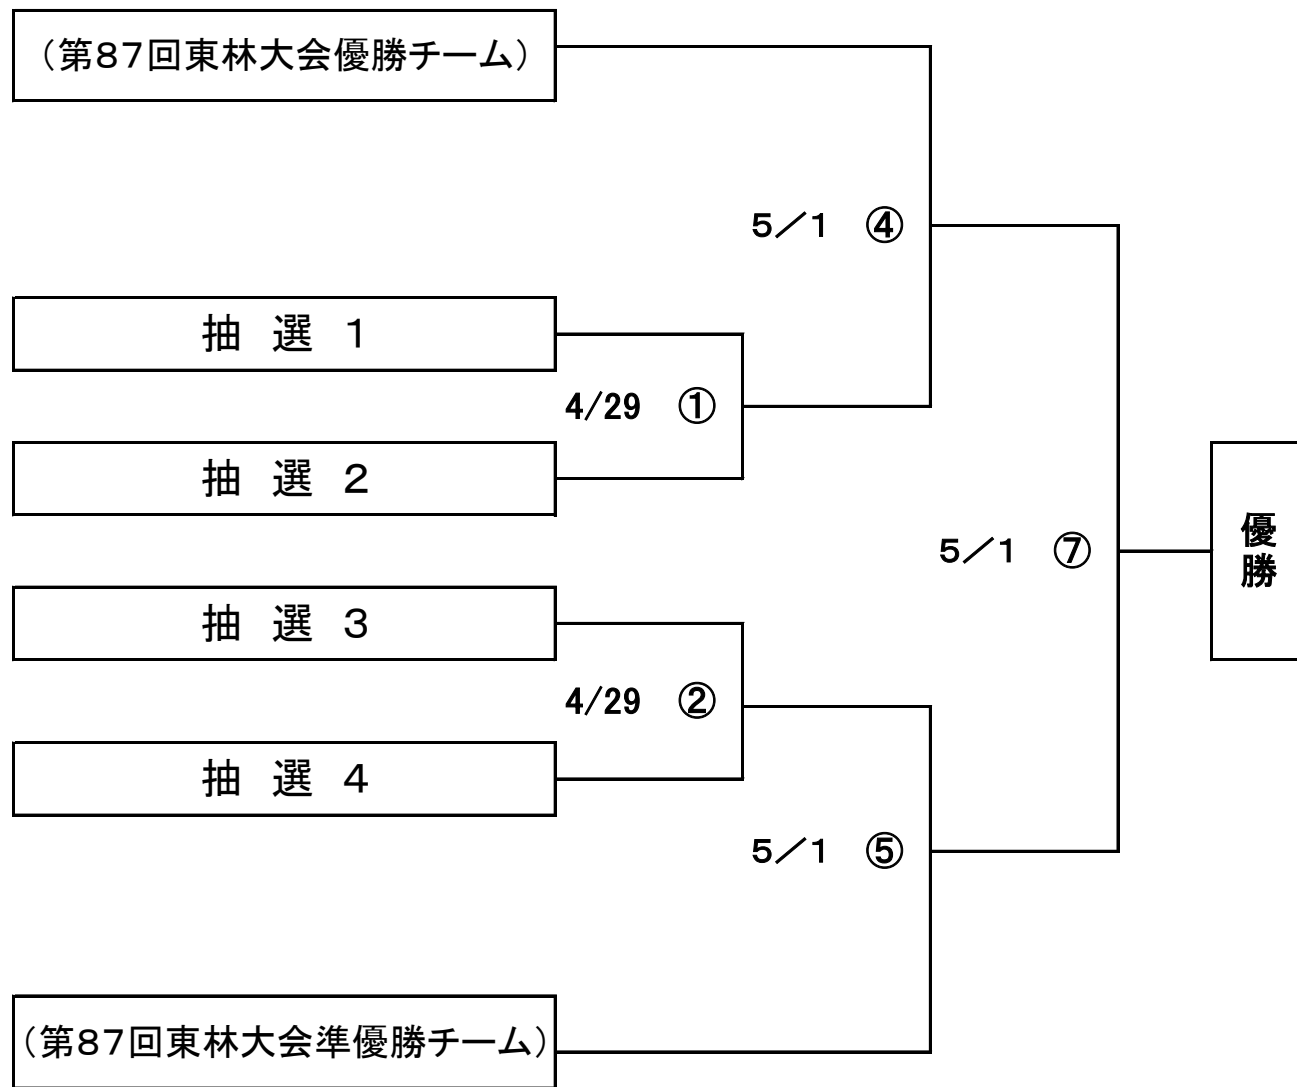 （第８７回東林大会優勝チーム）
５／１　④
抽　選　１
4/29　①
抽　選　２
５／１　⑦
優勝
抽　選　３
4/29　②
抽　選　４
５／１　⑤
（第８７回東林大会準優勝チーム）